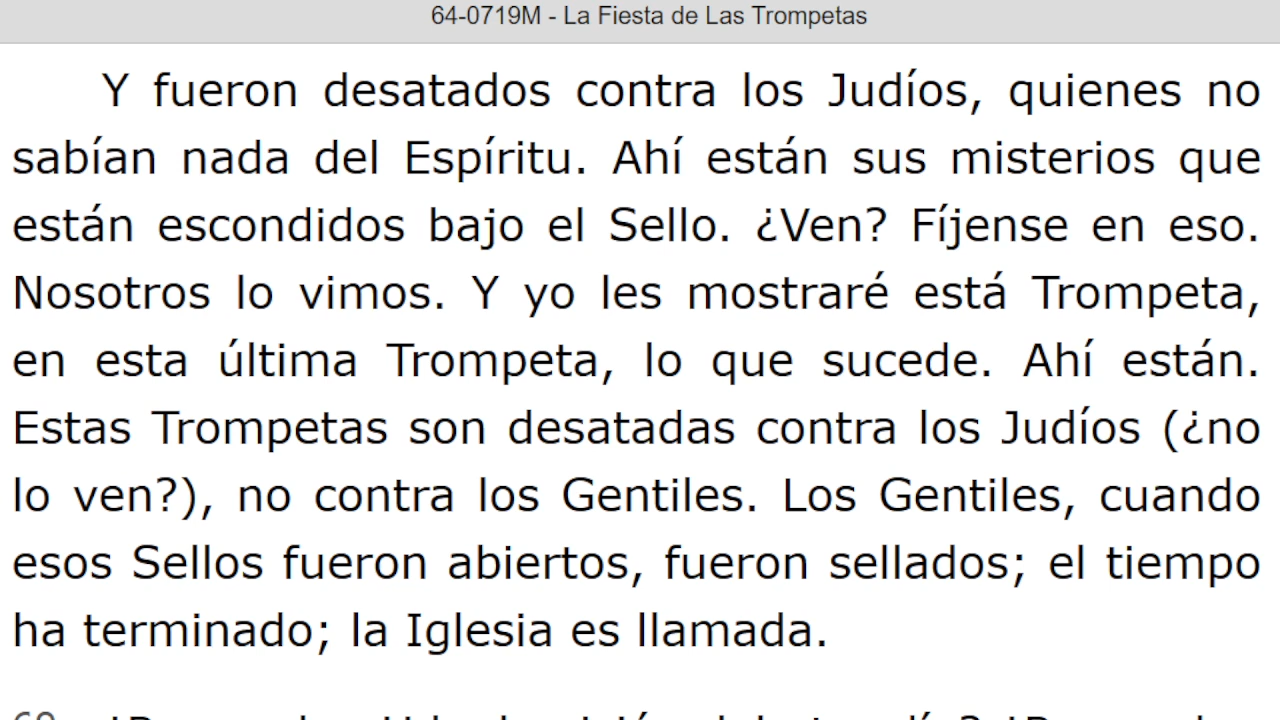 64-0719M - La Fiesta de Las Trompetas
Y fueron desatados contra los Judíos, quienes no
sabían nada del Espíritu. Ahí están sus misterios que
están escondidos bajo el Sello. ¿Ven? Fíjense en eso.
Nosotros lo vimos. Y yo les mostraré está Trompeta,
en esta última Trompeta, lo que sucede. Ahí están.
Estas Trompetas son desatadas contra los Judíos (¿no
lo ven?), no contra los Gentiles. Los Gentiles, cuando
esos Sellos fueron abiertos, fueron sellados; el tiempo
ha terminado; la Iglesia es llamada.